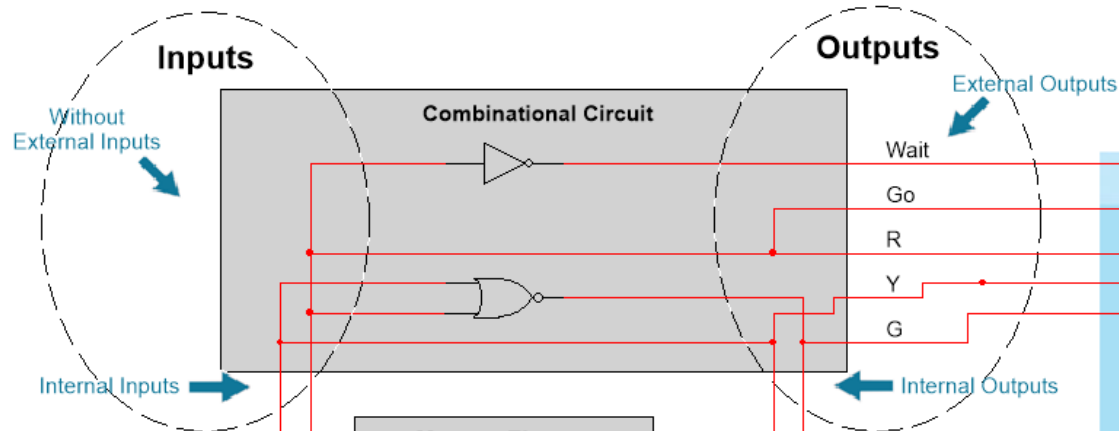 Inputs
Outputs
Without
External Inputs
External Outputs
Combinational Circuit
Wait
Go
R
Y
G
Internal Inputs
Internal Outputs